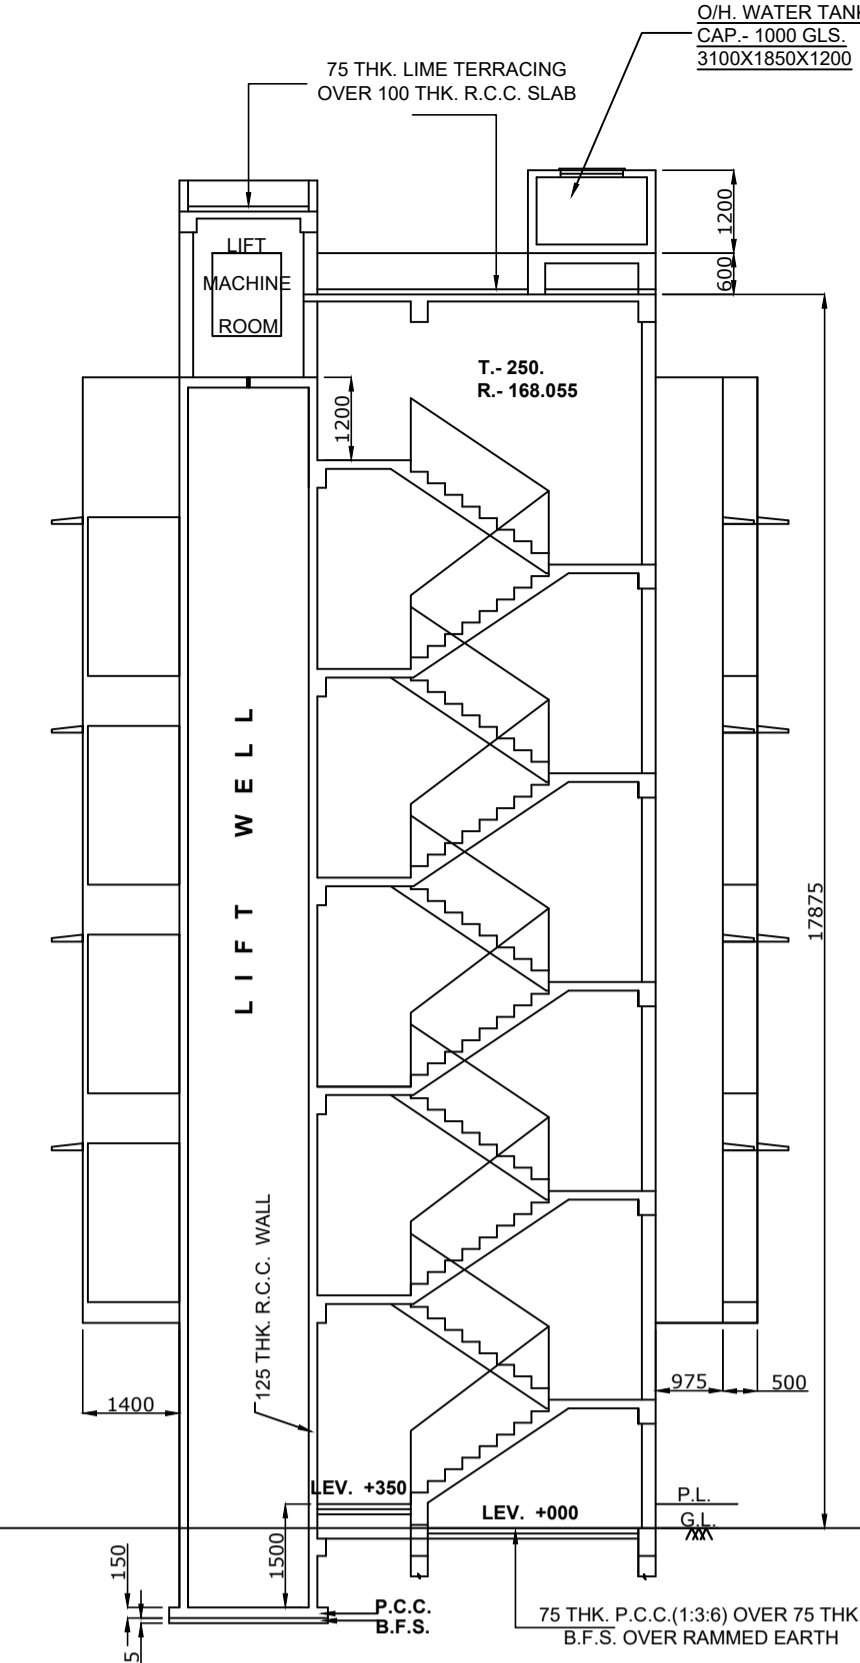 O/H. WATER TANK
CAP.- 1000 GLS.
3100X1850X1200
75 THK. LIME TERRACING
OVER 100 THK. R.C.C. SLAB
1200
600
LIFT
MACHINE
ROOM
T.- 250.
R.- 168.055
1200
LIFT WELL
17875
125 THK. R.C.C. WALL
975
500
1400
LEV. +350
P.L.
LEV. +000
G.L.
1500
150
P.C.C.
B.F.S.
75 THK. P.C.C.(1:3:6) OVER 75 THK.
B.F.S. OVER RAMMED EARTH